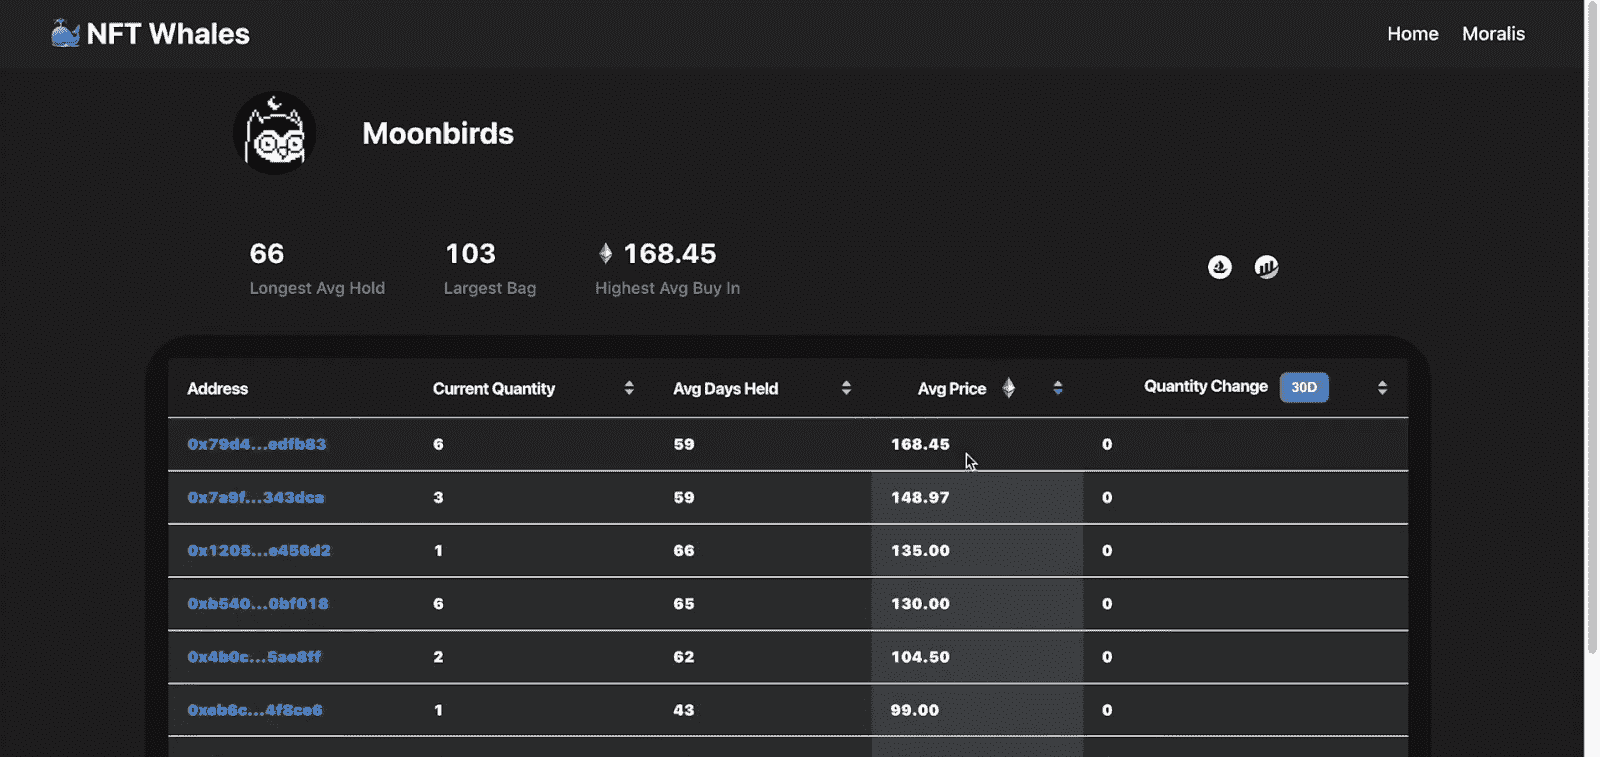 NFT Whales
Home Moralis
Moonbirds
66 103 168.45
Longest Avg Hold Largest Bag Highest Avg Buy In
Address Current Quantity Avg Days Held Avg Price Quantity Change 30D
0x79d4...edfb83 6 59 168.45 0
0x7a9f...343dca 3 59 148.97 0
0x1205...e456d2 1 66 135.00 0
0xb540...0bf018 6 65 130.00 0
0x4b0c...5ae8ff 2 62 104.50 0
0xeb6c...4f8ce6 1 43 99.00 0